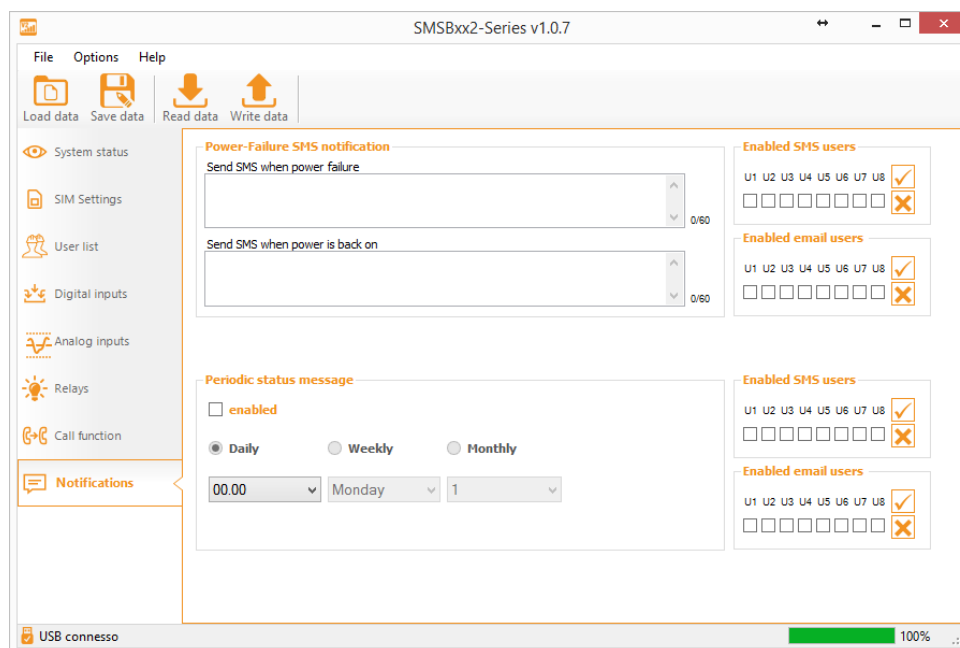 SMSBxx2-Series v1.0.7
File Options Help
Load data Save data Read data Write data
System status
SIM Settings
User list
Digital inputs
Analog inputs
Relays
Call function
Notifications
Power-Failure SMS notification
Send SMS when power failure
0/60
Send SMS when power is back on
0/60
Enabled SMS users
U1 U2 U3 U4 U5 U6 U7 U8
Enabled email users
U1 U2 U3 U4 U5 U6 U7 U8
Periodic status message
enabled
Daily Weekly Monthly
00.00 Monday 1
Enabled SMS users
U1 U2 U3 U4 U5 U6 U7 U8
Enabled email users
U1 U2 U3 U4 U5 U6 U7 U8
USB connesso 100%